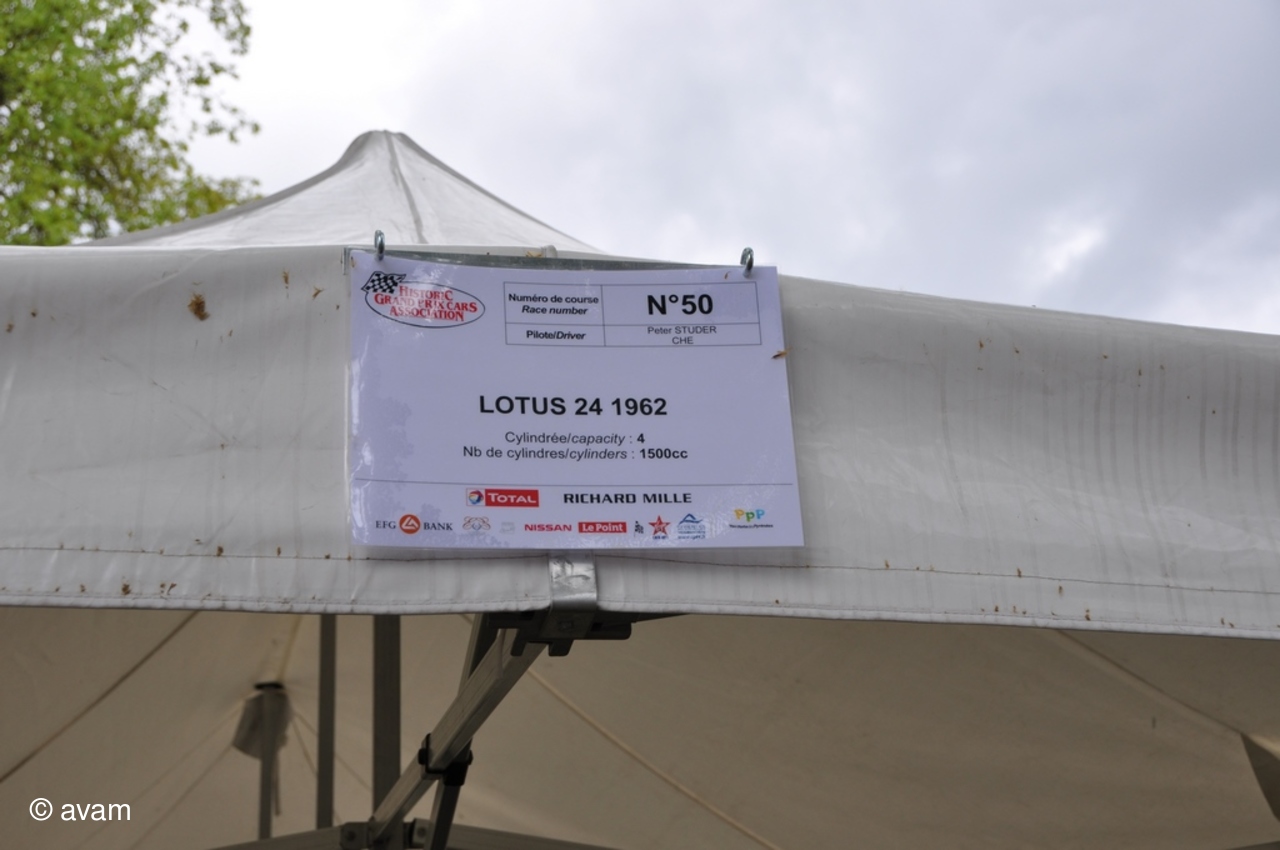 HISTORIC
GRAND PRIX CARS
ASSOCIATION
Numéro de course
Race number
N°50
Pilote/Driver
Peter STUDER
CHE
LOTUS 24 1962
Cylindrée/capacity : 4
Nb de cylindres/cylinders : 1500cc
TOTAL RICHARD MILLE
EFG BANK NISSAN Le Point PPP
© avam